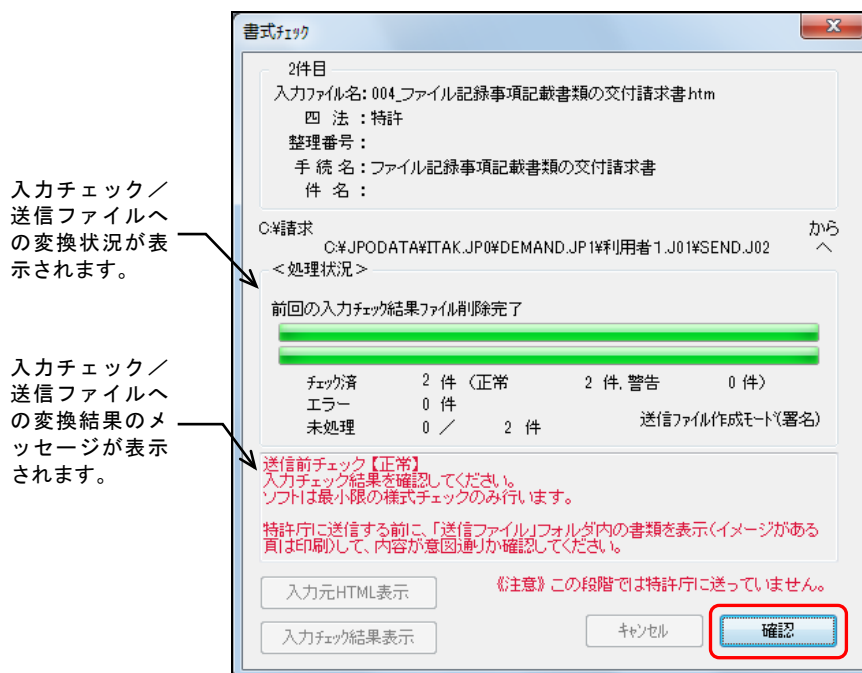 書式ﾁｪｯｸ
2件目
入力ﾌｧｲﾙ名: 004_ファイル記録事項記載書類の交付請求書.htm
四 法 : 特許
整理番号 :
手 続 名 : ファイル記録事項記載書類の交付請求書
件 名 :
入力チェック／
送信ファイルへ
の変換状況が表
示されます。
C:¥請求 から
C:¥JPODATA¥ITAK.JP0¥DEMAND.JP1¥利用者1.J01¥SEND.J02 へ
＜処理状況＞
前回の入力ﾁｪｯｸ結果ﾌｧｲﾙ削除完了
入力チェック／
送信ファイルへ
の変換結果のメ
ッセージが表示
されます。
ﾁｪｯｸ済 2 件 (正常 2 件, 警告 0 件)
エラー 0 件
未処理 0 ／ 2 件 送信ﾌｧｲﾙ作成ﾓｰﾄﾞ(署名)
送信前チェック【正常】
入力チェック結果を確認してください。
ソフトは最小限の様式チェックのみ行います。
特許庁に送信する前に、「送信ファイル」フォルダ内の書類を表示(イメージがある
頁は印刷)して、内容が意図通りか確認してください。
入力元HTML表示
《注意》この段階では特許庁に送っていません。
入力ﾁｪｯｸ結果表示
ｷｬﾝｾﾙ
確認